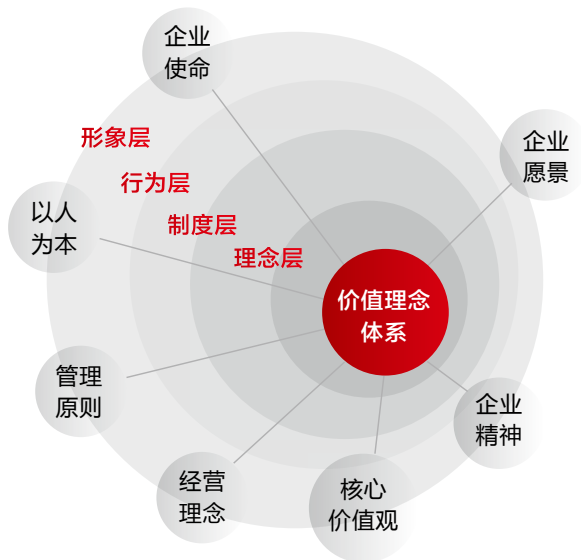 企业
使命
形象层
企业
愿景
行为层
以人
为本
制度层
理念层
价值理念
体系
管理
原则
企业
精神
经营
理念
核心
价值观